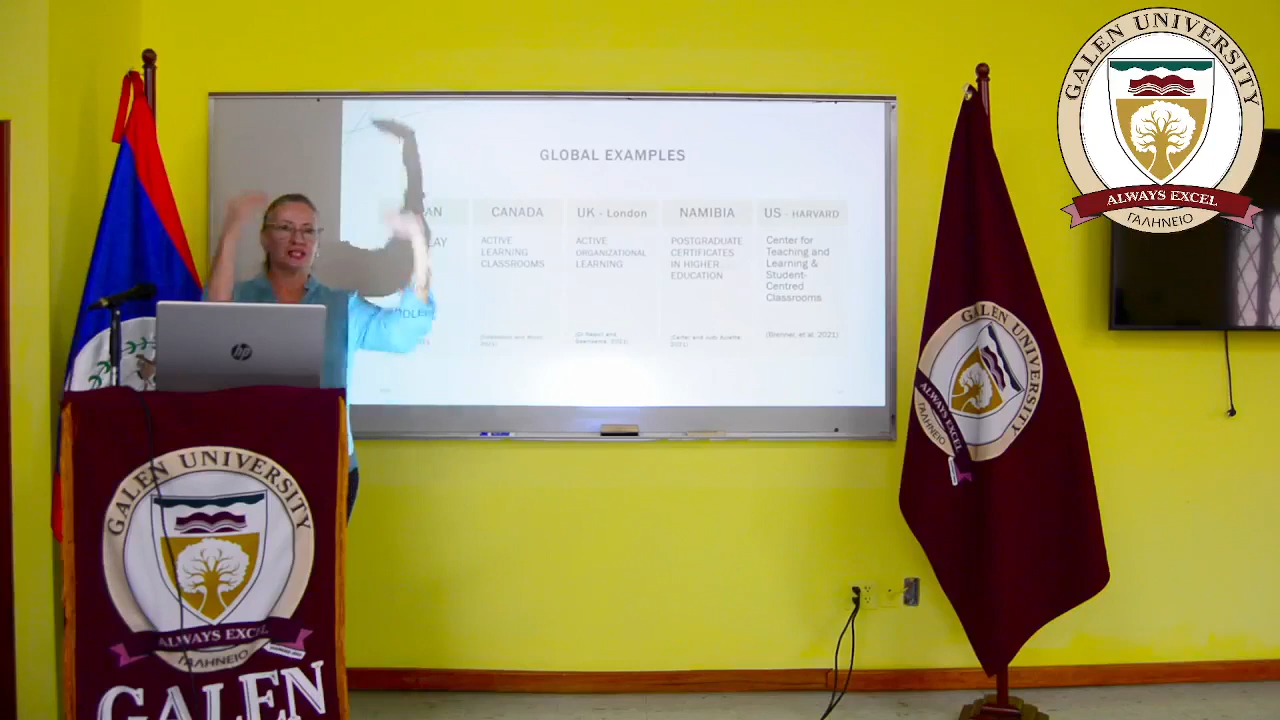 GALEN UNIVERSITY
ALWAYS EXCEL
ΓΑΛΗΝΕΙΟ
GLOBAL EXAMPLES
CANADA
UK - London
NAMIBIA
US - HARVARD
ACTIVE
LEARNING
CLASSROOMS
ACTIVE
ORGANIZATIONAL
LEARNING
POSTGRADUATE
CERTIFICATES
IN HIGHER
EDUCATION
Center for
Teaching and
Learning &
Student-
Centred
Classrooms
hp
GALEN UNIVERSITY
ALWAYS EXCEL
ΓΑΛΗΝΕΙΟ
GALEN UNIVERSITY
ALWAYS EXCEL
ΓΑΛΗΝΕΙΟ
GALEN